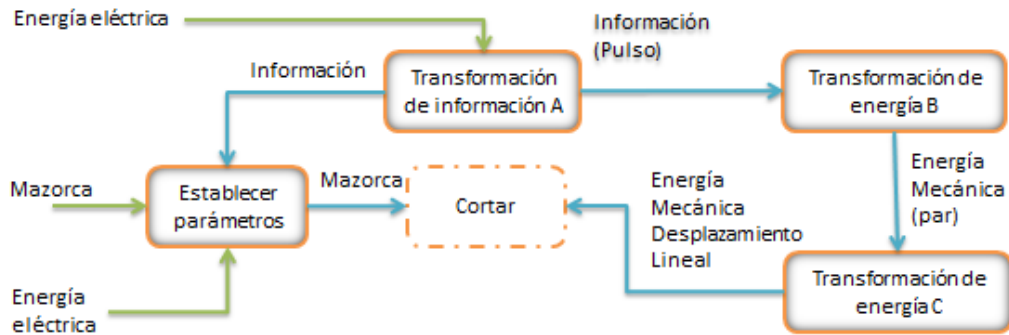 Energía eléctrica
Información
(Pulso)
Información
Transformación
de información A
Transformación de
energía B
Mazorca
Establecer
parámetros
Mazorca
Cortar
Energía
Mecánica
Desplazamiento
Lineal
Energía
Mecánica
(par)
Energía
eléctrica
Transformación de
energía C